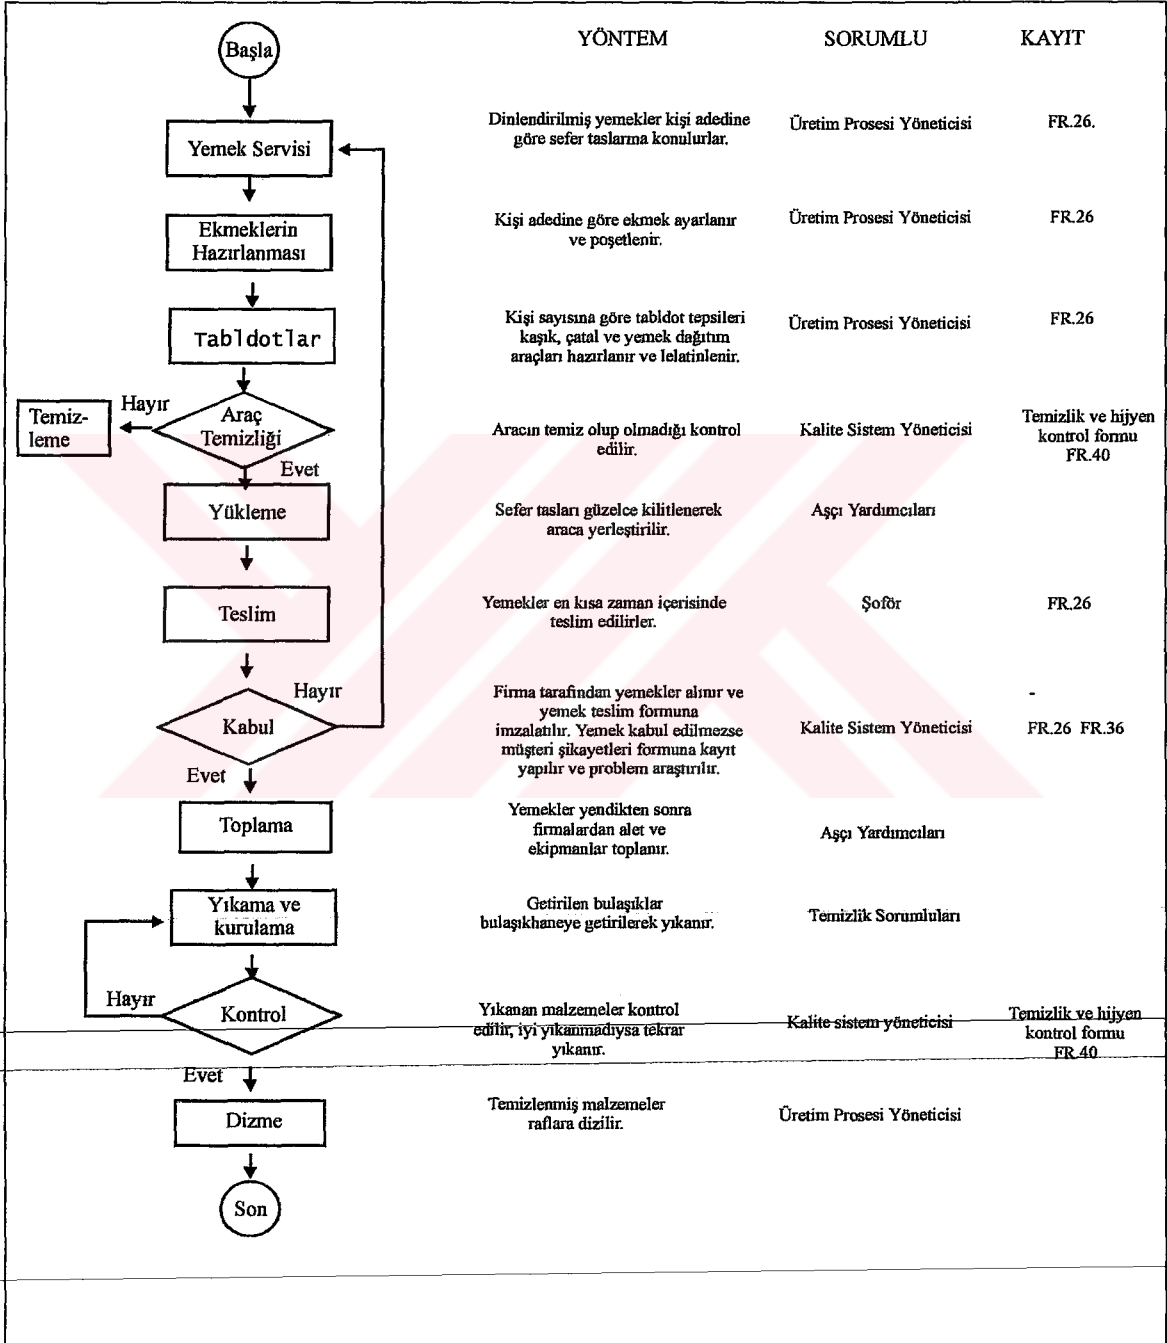 Başla
YÖNTEM
SORUMLU
KAYIT
Yemek Servisi
Dinlendirilmiş yemekler kişi adedine
göre sefer taslarma konulurlar.
Üretim Prosesi Yöneticisi
FR.26.
Ekmeklerin
Hazırlanması
Kişi adedine göre ekmek ayarlanır
ve poşetlenir.
Üretim Prosesi Yöneticisi
FR.26
Tabldotlar
Kişi sayısına göre tabldot tepsileri
kaşık, çatal ve yemek dağıtım
araçları hazırlanır ve lelatinlenir.
Üretim Prosesi Yöneticisi
FR.26
Temiz-
leme
Hayır
Araç
Temizliği
Evet
Aracın temiz olup olmadığı kontrol
edilir.
Kalite Sistem Yöneticisi
Temizlik ve hijyen
kontrol formu
FR.40
Yükleme
Sefer tasları güzelce kilitlenerek
araca yerleştirilir.
Aşçı Yardımcıları
Teslim
Yemekler en kısa zaman içerisinde
teslim edilirler.
Şoför
FR.26
Hayır
Kabul
Evet
Firma tarafından yemekler alınır ve
yemek teslim formuna
imzalatılır. Yemek kabul edilmezse
müşteri şikayetleri formuna kayıt
yapılır ve problem araştırılır.
Kalite Sistem Yöneticisi
-
FR.26 FR.36
Toplama
Yemekler yendikten sonra
firmalardan alet ve
ekipmanlar toplanır.
Aşçı Yardımcıları
Yıkama ve
kurulama
Getirilen bulaşıklar
bulaşıkhaneye getirilerek yıkanır.
Temizlik Sorumluları
Hayır
Kontrol
Evet
Yıkanan malzemeler kontrol
edilir, iyi yıkanmadıysa tekrar
yıkanır.
Kalite sistem yöneticisi
Temizlik ve hijyen
kontrol formu
FR.40
Dizme
Temizlenmiş malzemeler
raflara dizilir.
Üretim Prosesi Yöneticisi
Son